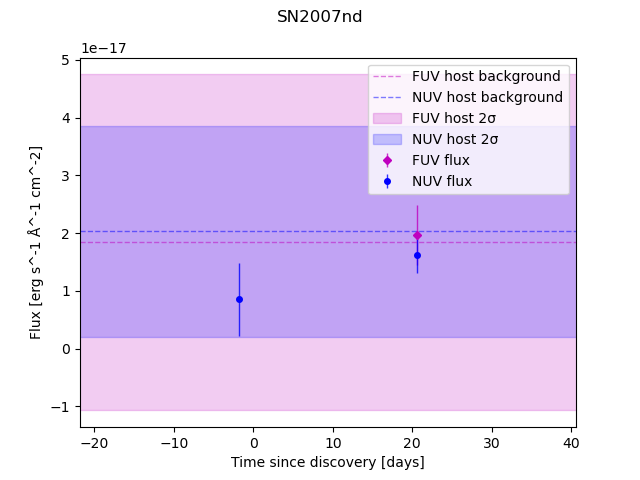 SN2007nd
1e−17
5
4
3
2
1
0
−1
Flux [erg s^-1 Å^-1 cm^-2]
FUV host background
NUV host background
FUV host 2σ
NUV host 2σ
FUV flux
NUV flux
−20 −10 0 10 20 30 40
Time since discovery [days]